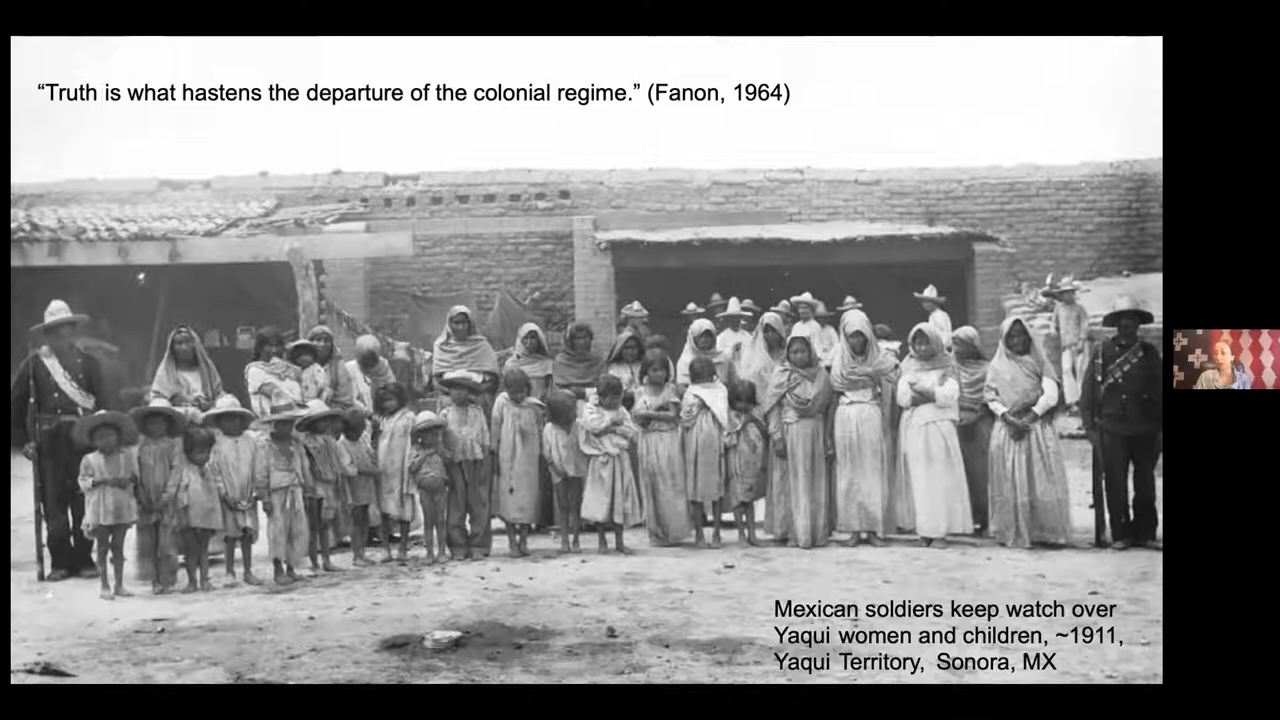 “Truth is what hastens the departure of the colonial regime.” (Fanon, 1964)
Mexican soldiers keep watch over
Yaqui women and children, ~1911,
Yaqui Territory, Sonora, MX